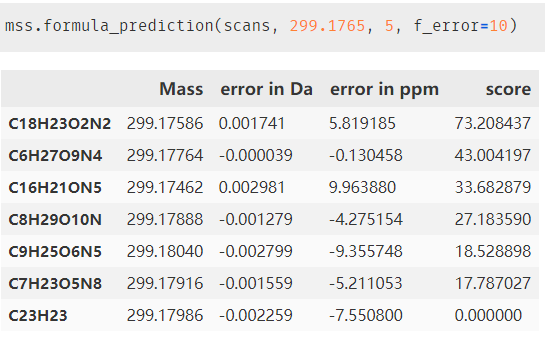 mss.formula_prediction(scans, 299.1765, 5, f_error=10)
Mass error in Da error in ppm score
C18H23O2N2 299.17586 0.001741 5.819185 73.208437
C6H27O9N4 299.17764 -0.000039 -0.130458 43.004197
C16H21ON5 299.17462 0.002981 9.963880 33.682879
C8H29O10N 299.17888 -0.001279 -4.275154 27.183590
C9H25O6N5 299.18040 -0.002799 -9.355748 18.528898
C7H23O5N8 299.17916 -0.001559 -5.211053 17.787027
C23H23 299.17986 -0.002259 -7.550800 0.000000